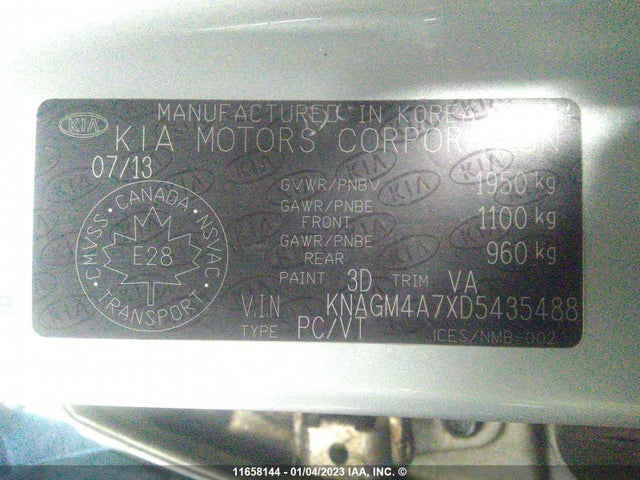 MANUFACTURED IN KOREA
KIA
KIA MOTORS CORPORATION
07/13
GVWR/PNBV 1950 kg
GAWR/PNBE FRONT 1100 kg
GAWR/PNBE REAR 960 kg
PAINT 3D TRIM VA
V.I.N KNAGM4A7XD5435488
TYPE PC/VT ICES/NMB-002
CMVSS · CANADA · NSVAC
E28
TRANSPORT
11658144 - 01/04/2023 IAA, INC. ©